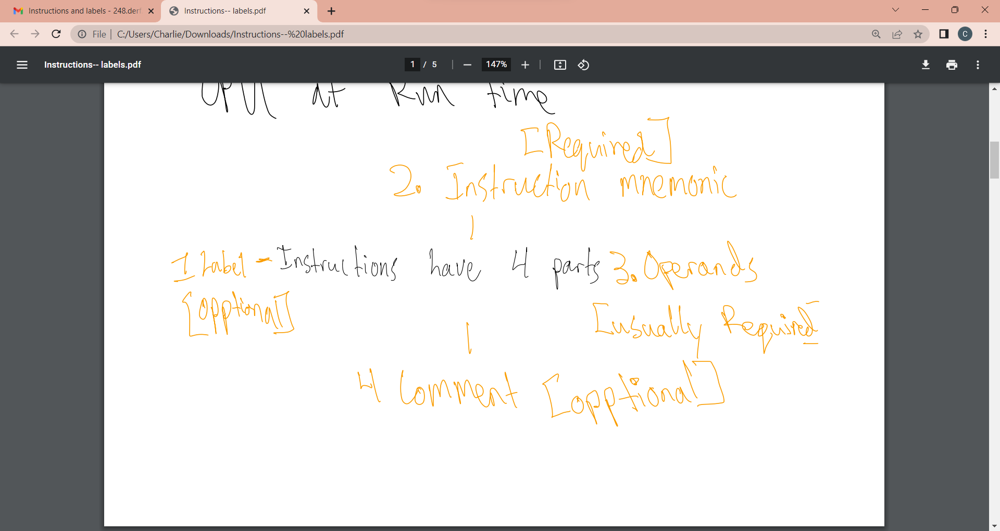 Instructions and labels - 248.derf
Instructions-- labels.pdf
File | C:/Users/Charlie/Downloads/Instructions--%20labels.pdf
C
Instructions-- labels.pdf
1 / 5
147%
CPU at Run time
[Required]
2. Instruction mnemonic
1 Label - Instructions have 4 parts 3. Operands
[opptional]
[usually Required
4 Comment [opptional]